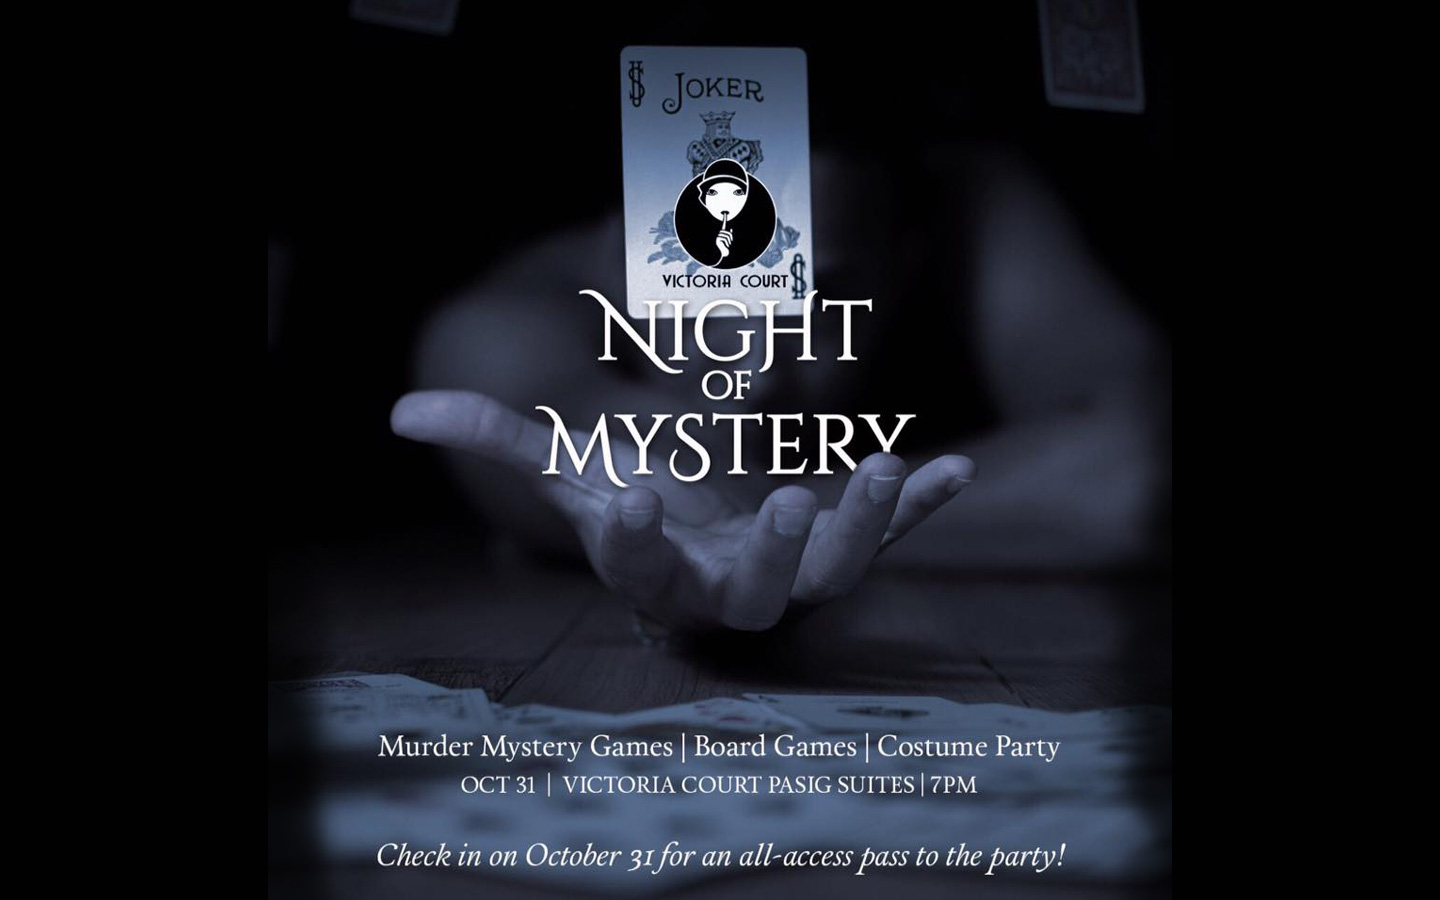 JOKER
VICTORIA COURT
NIGHT
OF
MYSTERY
Murder Mystery Games | Board Games | Costume Party
OCT 31 | VICTORIA COURT PASIG SUITES | 7PM
Check in on October 31 for an all-access pass to the party!